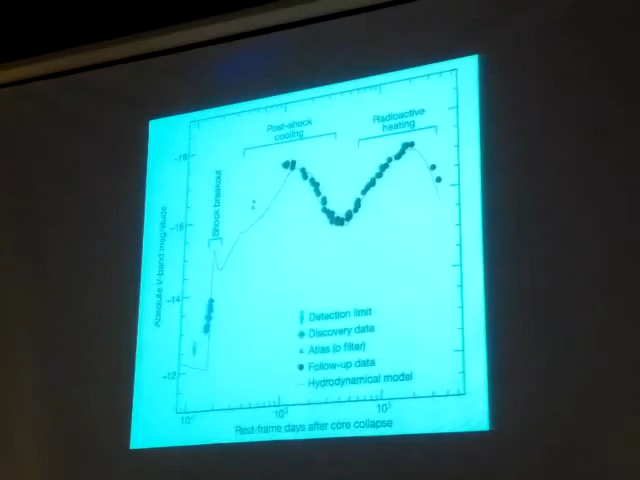 Post-shock
cooling
Radioactive
heating
Shock breakout
Absolute V-band magnitude
-18
-16
-14
-12
Detection limit
Discovery data
Atlas (o filter)
Follow-up data
Hydrodynamical model
Rest-frame days after core collapse